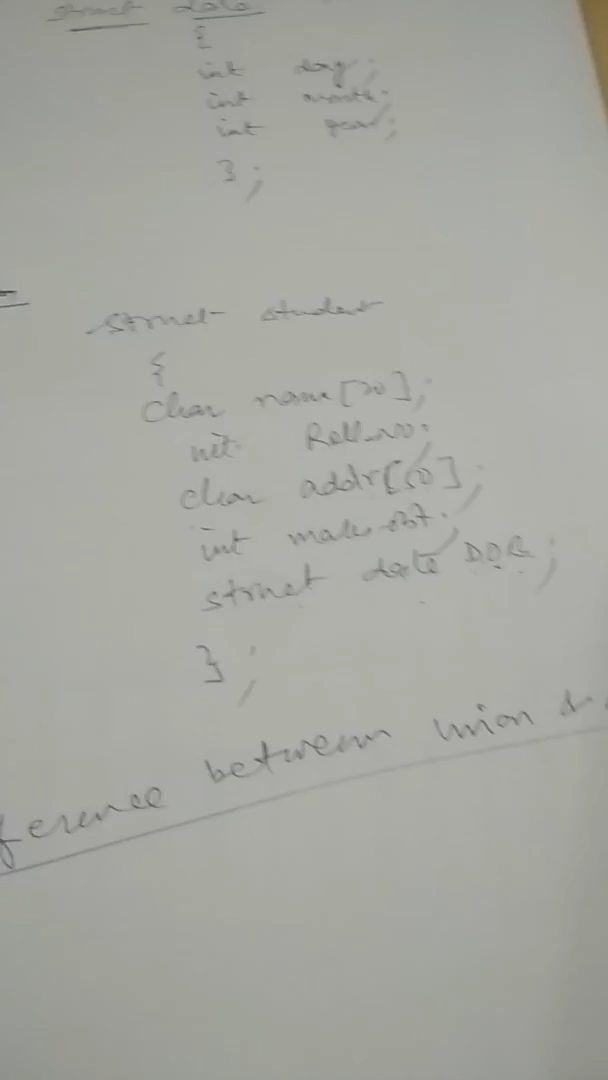 struct date
{
int day;
int month;
int year;
};
struct student
{
char name[20];
int Roll_no;
char addr[50];
int
struct date DOB;
};
ference between union &